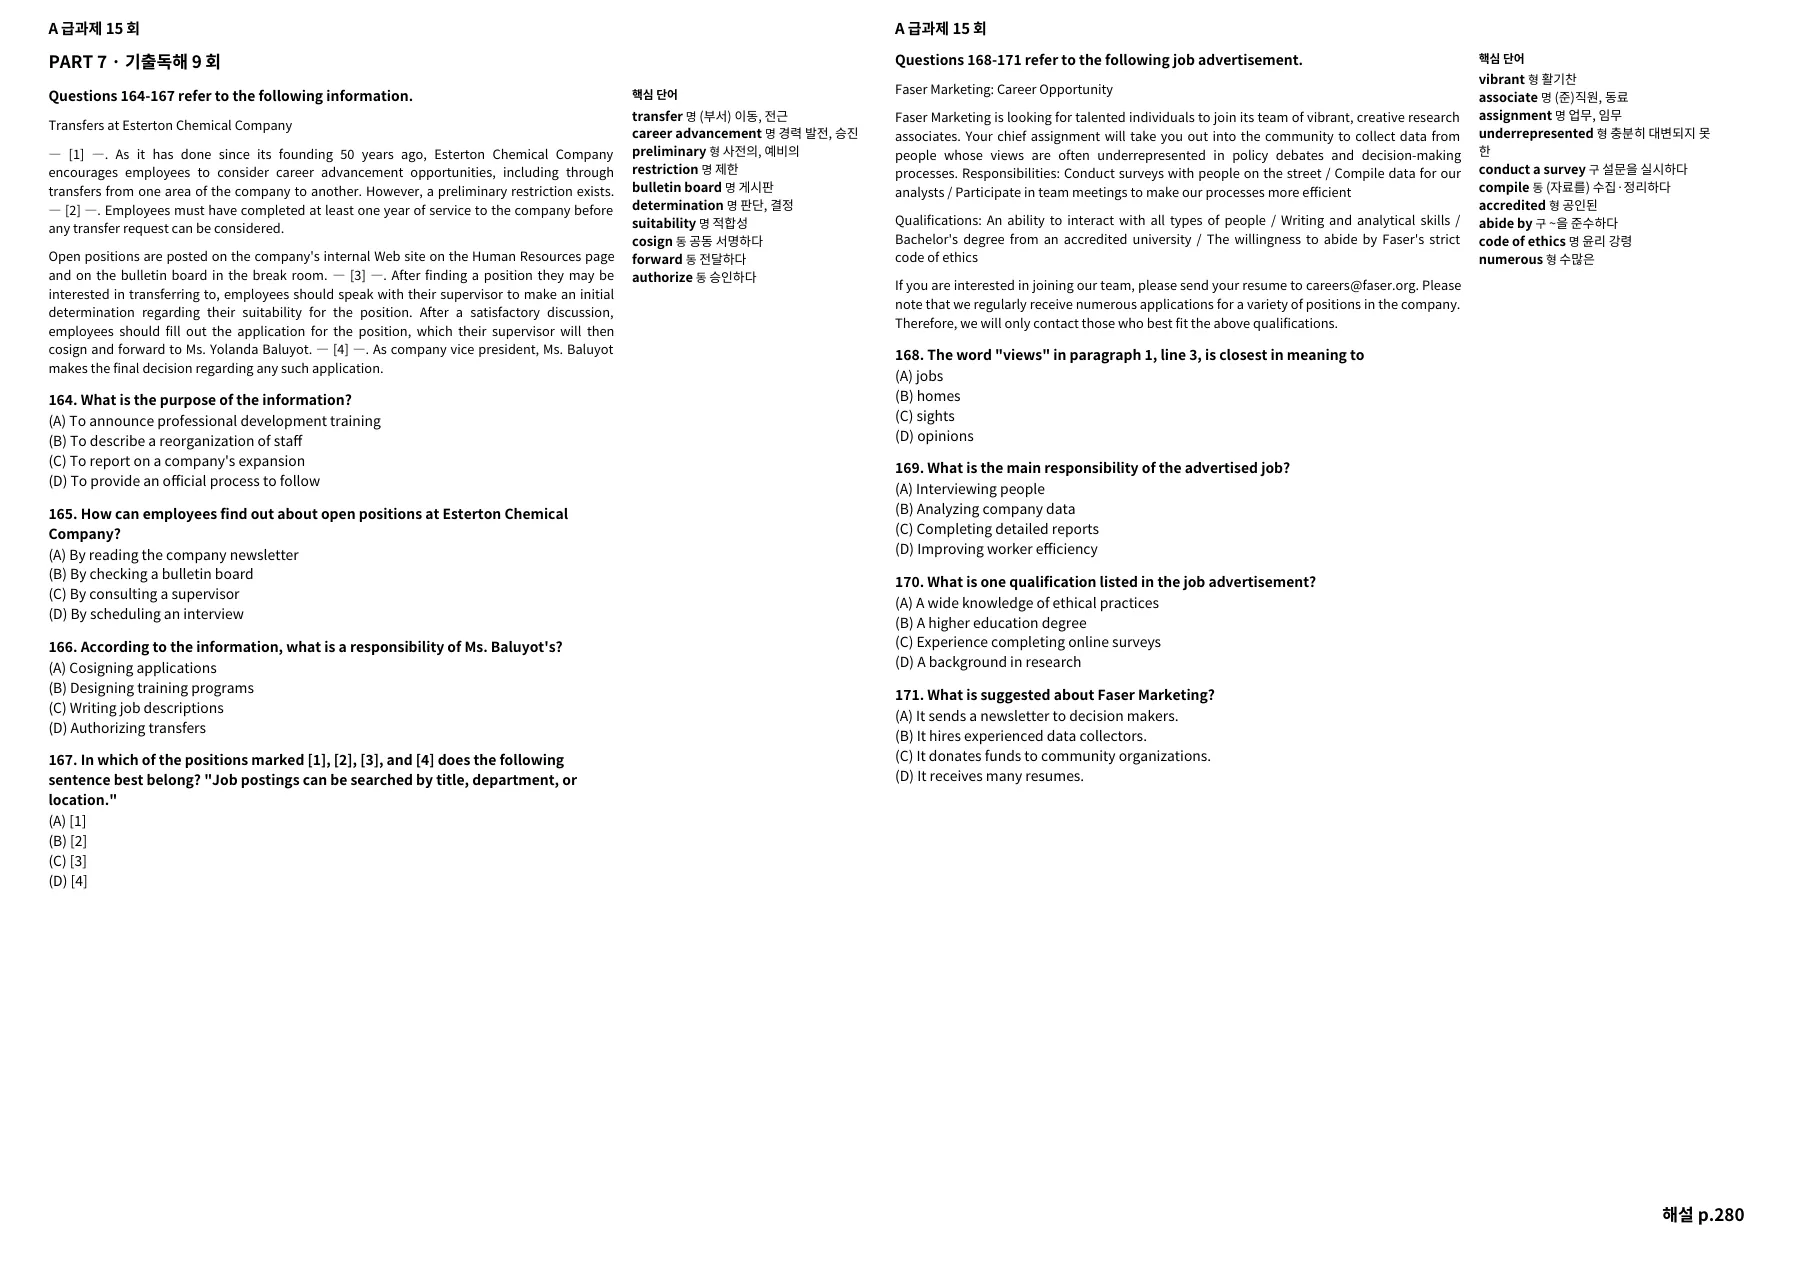 A 급과제 15 회
PART 7 · 기출독해 9 회
Questions 164-167 refer to the following information.
Transfers at Esterton Chemical Company
— [1] —. As it has done since its founding 50 years ago, Esterton Chemical Company
encourages employees to consider career advancement opportunities, including through
transfers from one area of the company to another. However, a preliminary restriction exists.
— [2] —. Employees must have completed at least one year of service to the company before
any transfer request can be considered.
Open positions are posted on the company's internal Web site on the Human Resources page
and on the bulletin board in the break room. — [3] —. After finding a position they may be
interested in transferring to, employees should speak with their supervisor to make an initial
determination regarding their suitability for the position. After a satisfactory discussion,
employees should fill out the application for the position, which their supervisor will then
cosign and forward to Ms. Yolanda Baluyot. — [4] —. As company vice president, Ms. Baluyot
makes the final decision regarding any such application.
164. What is the purpose of the information?
(A) To announce professional development training
(B) To describe a reorganization of staff
(C) To report on a company's expansion
(D) To provide an official process to follow
165. How can employees find out about open positions at Esterton Chemical
Company?
(A) By reading the company newsletter
(B) By checking a bulletin board
(C) By consulting a supervisor
(D) By scheduling an interview
166. According to the information, what is a responsibility of Ms. Baluyot's?
(A) Cosigning applications
(B) Designing training programs
(C) Writing job descriptions
(D) Authorizing transfers
167. In which of the positions marked [1], [2], [3], and [4] does the following
sentence best belong? "Job postings can be searched by title, department, or
location."
(A) [1]
(B) [2]
(C) [3]
(D) [4]
핵심 단어
transfer 명 (부서) 이동, 전근
career advancement 명 경력 발전, 승진
preliminary 형 사전의, 예비의
restriction 명 제한
bulletin board 명 게시판
determination 명 판단, 결정
suitability 명 적합성
cosign 동 공동 서명하다
forward 동 전달하다
authorize 동 승인하다
A 급과제 15 회
Questions 168-171 refer to the following job advertisement.
Faser Marketing: Career Opportunity
Faser Marketing is looking for talented individuals to join its team of vibrant, creative research
associates. Your chief assignment will take you out into the community to collect data from
people whose views are often underrepresented in policy debates and decision-making
processes. Responsibilities: Conduct surveys with people on the street / Compile data for our
analysts / Participate in team meetings to make our processes more efficient
Qualifications: An ability to interact with all types of people / Writing and analytical skills /
Bachelor's degree from an accredited university / The willingness to abide by Faser's strict
code of ethics
If you are interested in joining our team, please send your resume to careers@faser.org. Please
note that we regularly receive numerous applications for a variety of positions in the company.
Therefore, we will only contact those who best fit the above qualifications.
168. The word "views" in paragraph 1, line 3, is closest in meaning to
(A) jobs
(B) homes
(C) sights
(D) opinions
169. What is the main responsibility of the advertised job?
(A) Interviewing people
(B) Analyzing company data
(C) Completing detailed reports
(D) Improving worker efficiency
170. What is one qualification listed in the job advertisement?
(A) A wide knowledge of ethical practices
(B) A higher education degree
(C) Experience completing online surveys
(D) A background in research
171. What is suggested about Faser Marketing?
(A) It sends a newsletter to decision makers.
(B) It hires experienced data collectors.
(C) It donates funds to community organizations.
(D) It receives many resumes.
핵심 단어
vibrant 형 활기찬
associate 명 (준)직원, 동료
assignment 명 업무, 임무
underrepresented 형 충분히 대변되지 못
한
conduct a survey 구 설문을 실시하다
compile 동 (자료를) 수집·정리하다
accredited 형 공인된
abide by 구 ~을 준수하다
code of ethics 명 윤리 강령
numerous 형 수많은
해설 p.280